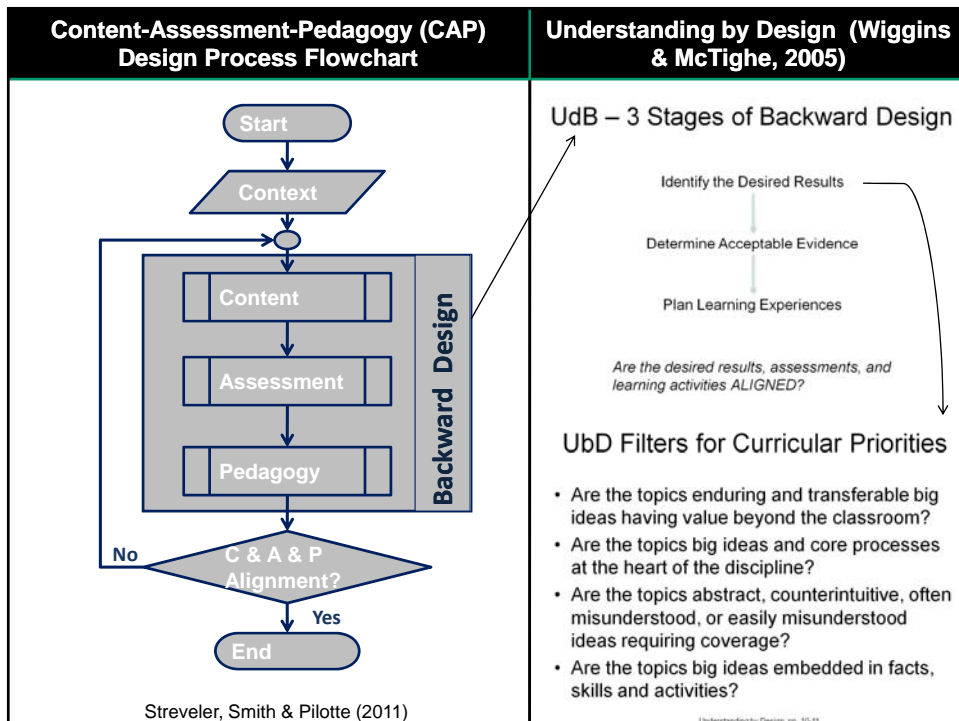 Content-Assessment-Pedagogy (CAP)
Design Process Flowchart
Start
Context
Content
Assessment
Pedagogy
Backward Design
No
C & A & P
Alignment?
Yes
End
Streveler, Smith & Pilotte (2011)
Understanding by Design (Wiggins
& McTighe, 2005)
UdB – 3 Stages of Backward Design
Identify the Desired Results
Determine Acceptable Evidence
Plan Learning Experiences
Are the desired results, assessments, and
learning activities ALIGNED?
UbD Filters for Curricular Priorities
• Are the topics enduring and transferable big
ideas having value beyond the classroom?
• Are the topics big ideas and core processes
at the heart of the discipline?
• Are the topics abstract, counterintuitive, often
misunderstood, or easily misunderstood
ideas requiring coverage?
• Are the topics big ideas embedded in facts,
skills and activities?
Understanding by Design, pp.